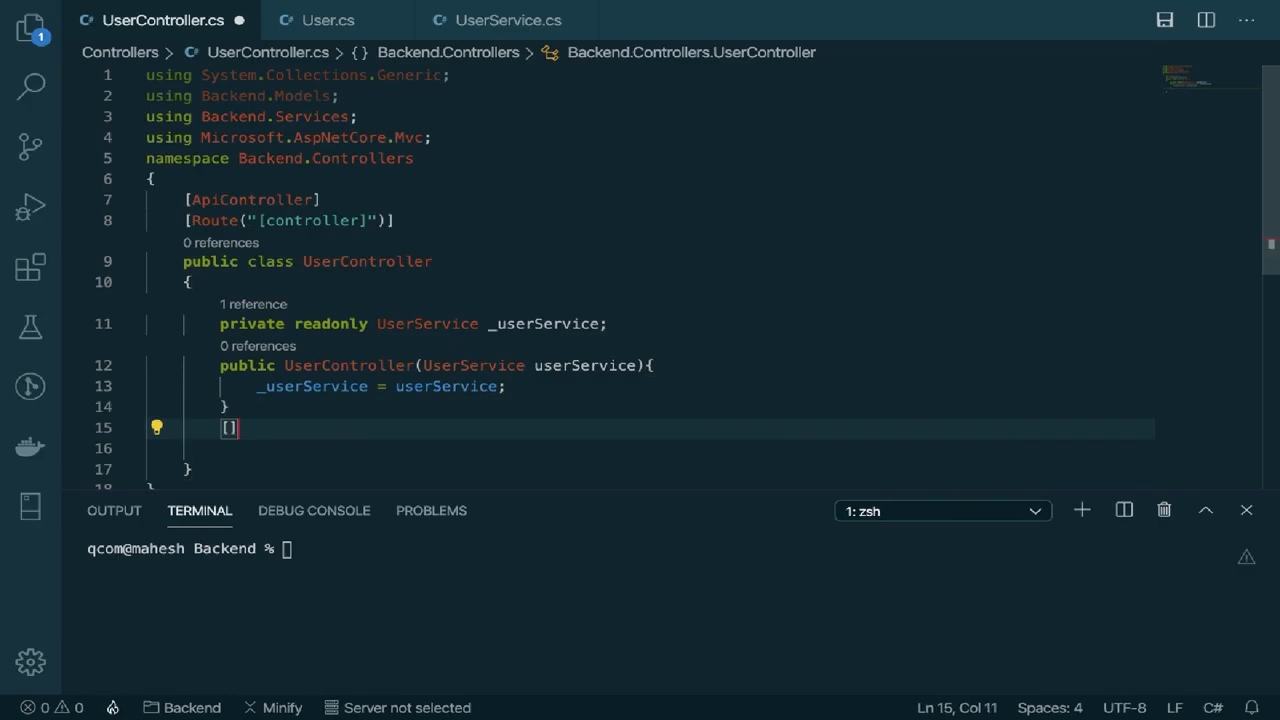 UserController.cs User.cs UserService.cs
Controllers UserController.cs {} Backend.Controllers Backend.Controllers.UserController
1
1 using System.Collections.Generic;
2 using Backend.Models;
3 using Backend.Services;
4 using Microsoft.AspNetCore.Mvc;
5 namespace Backend.Controllers
6 {
7 [ApiController]
8 [Route("[controller]")]
0 references
9 public class UserController
10 {
1 reference
11 private readonly UserService _userService;
0 references
12 public UserController(UserService userService){
13 _userService = userService;
14 }
15 []
16
17 }
18 }
OUTPUT TERMINAL DEBUG CONSOLE PROBLEMS 1: zsh
qcom@mahesh Backend %
0 0 Backend Minify Server not selected Ln 15, Col 11 Spaces: 4 UTF-8 LF C#